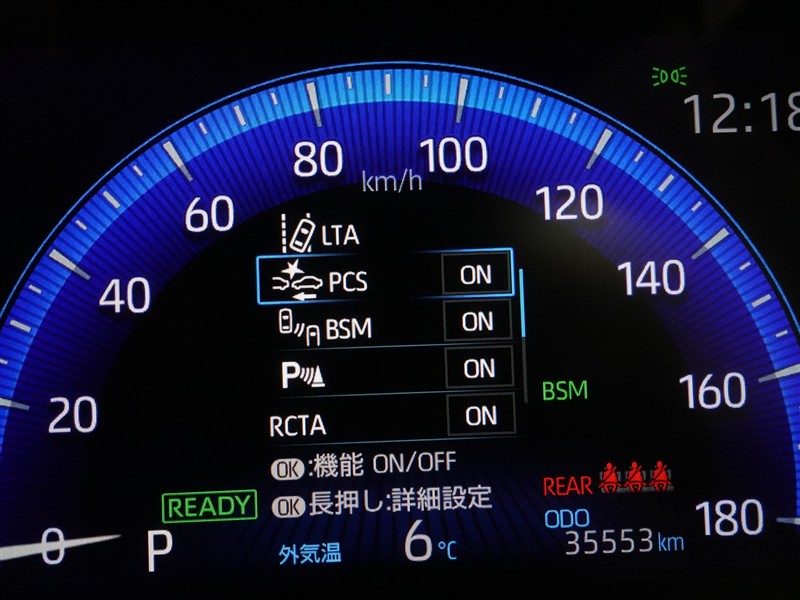 12:18
80
100
km/h
60
120
LTA
40
140
PCS ON
BSM ON
P ON
BSM
20
160
RCTA ON
OK:機能 ON/OFF
REAR
READY
OK長押し:詳細設定
ODO
0
P
外気温 6℃
35553km
180